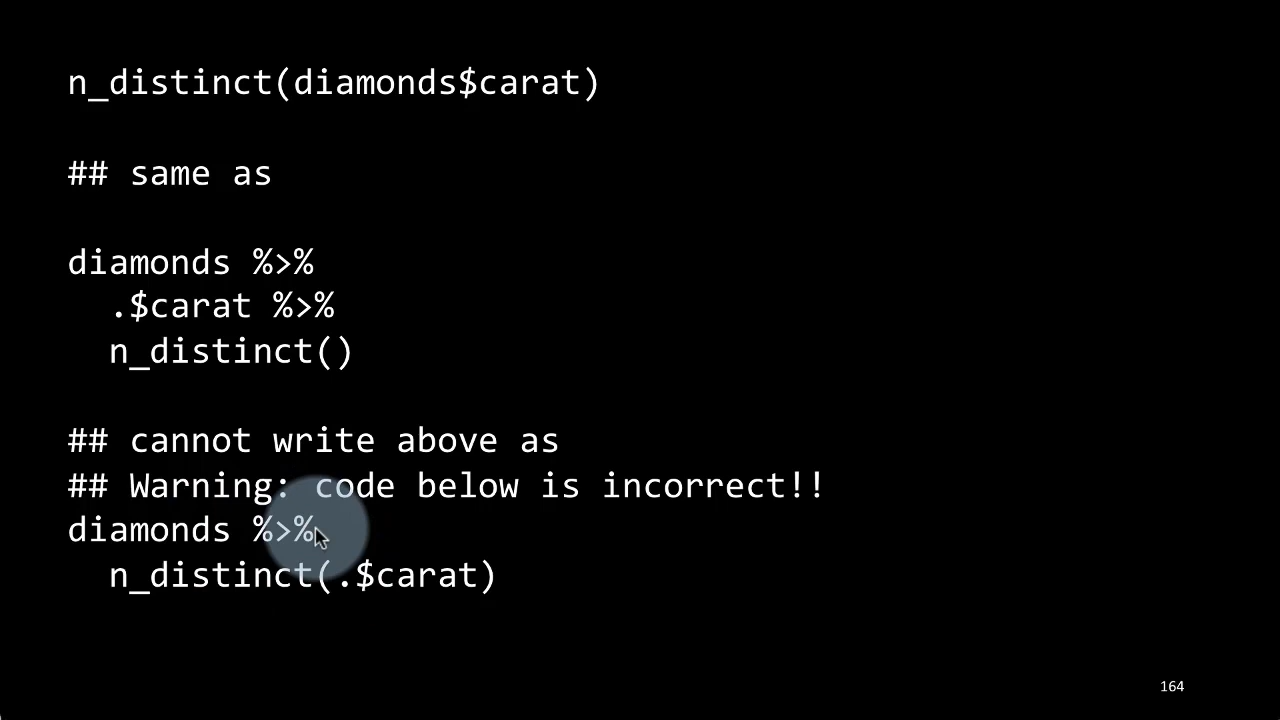 n_distinct(diamonds$carat)
## same as
diamonds %>%
.$carat %>%
n_distinct()
## cannot write above as
## Warning: code below is incorrect!!
diamonds %>%
n_distinct(.$carat)
164